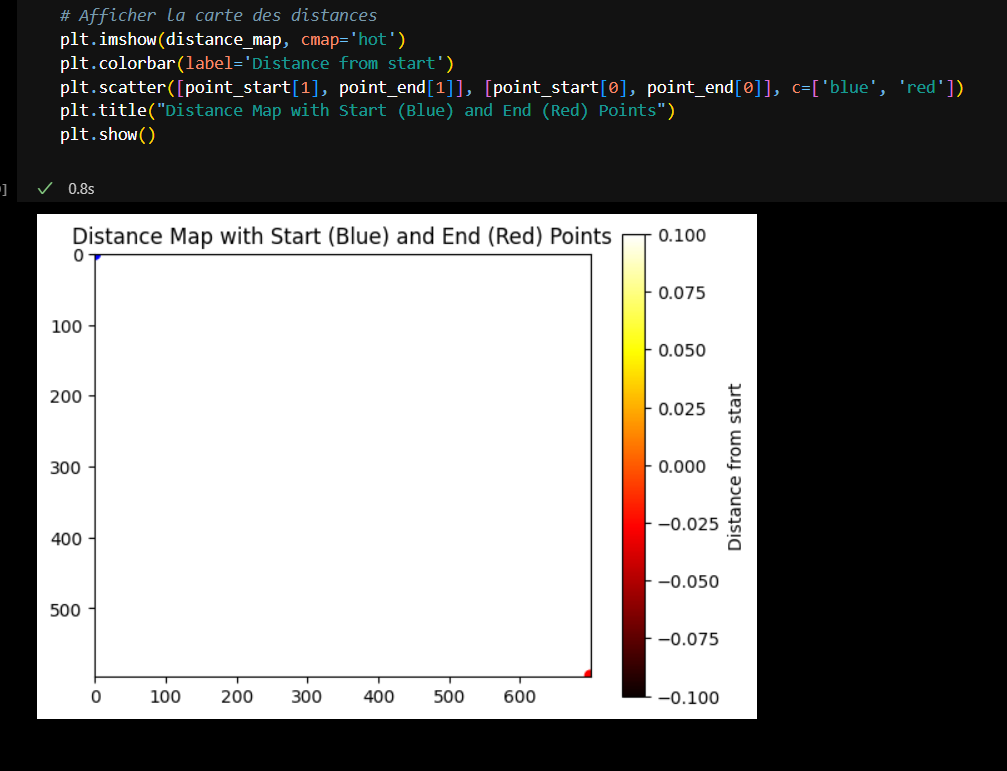 # Afficher la carte des distances
plt.imshow(distance_map, cmap='hot')
plt.colorbar(label='Distance from start')
plt.scatter([point_start[1], point_end[1]], [point_start[0], point_end[0]], c=['blue', 'red'])
plt.title("Distance Map with Start (Blue) and End (Red) Points")
plt.show()
]
0.8s
Distance Map with Start (Blue) and End (Red) Points
0
100
200
300
400
500
0 100 200 300 400 500 600
0.100
0.075
0.050
0.025
0.000
−0.025
−0.050
−0.075
−0.100
Distance from start